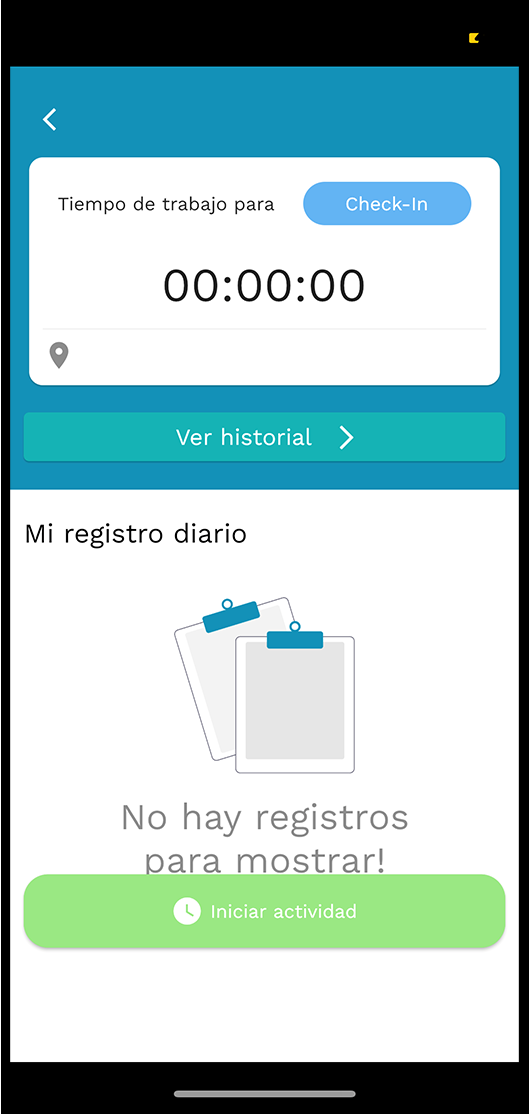 Tiempo de trabajo para
Check-In
00:00:00
Ver historial
Mi registro diario
No hay registros
para mostrar!
Iniciar actividad